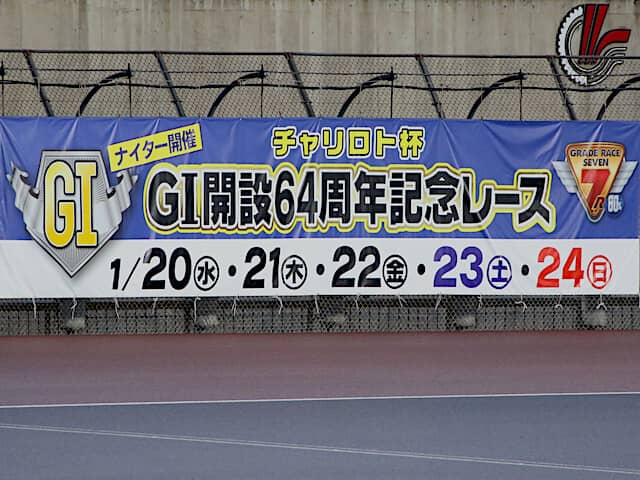 チャリロト杯
ナイター開催
GI
GI開設64周年記念レース
GRADE RACE
SEVEN
7R
1/20㊌・21㊍・22㊎・23㊏・24㊐